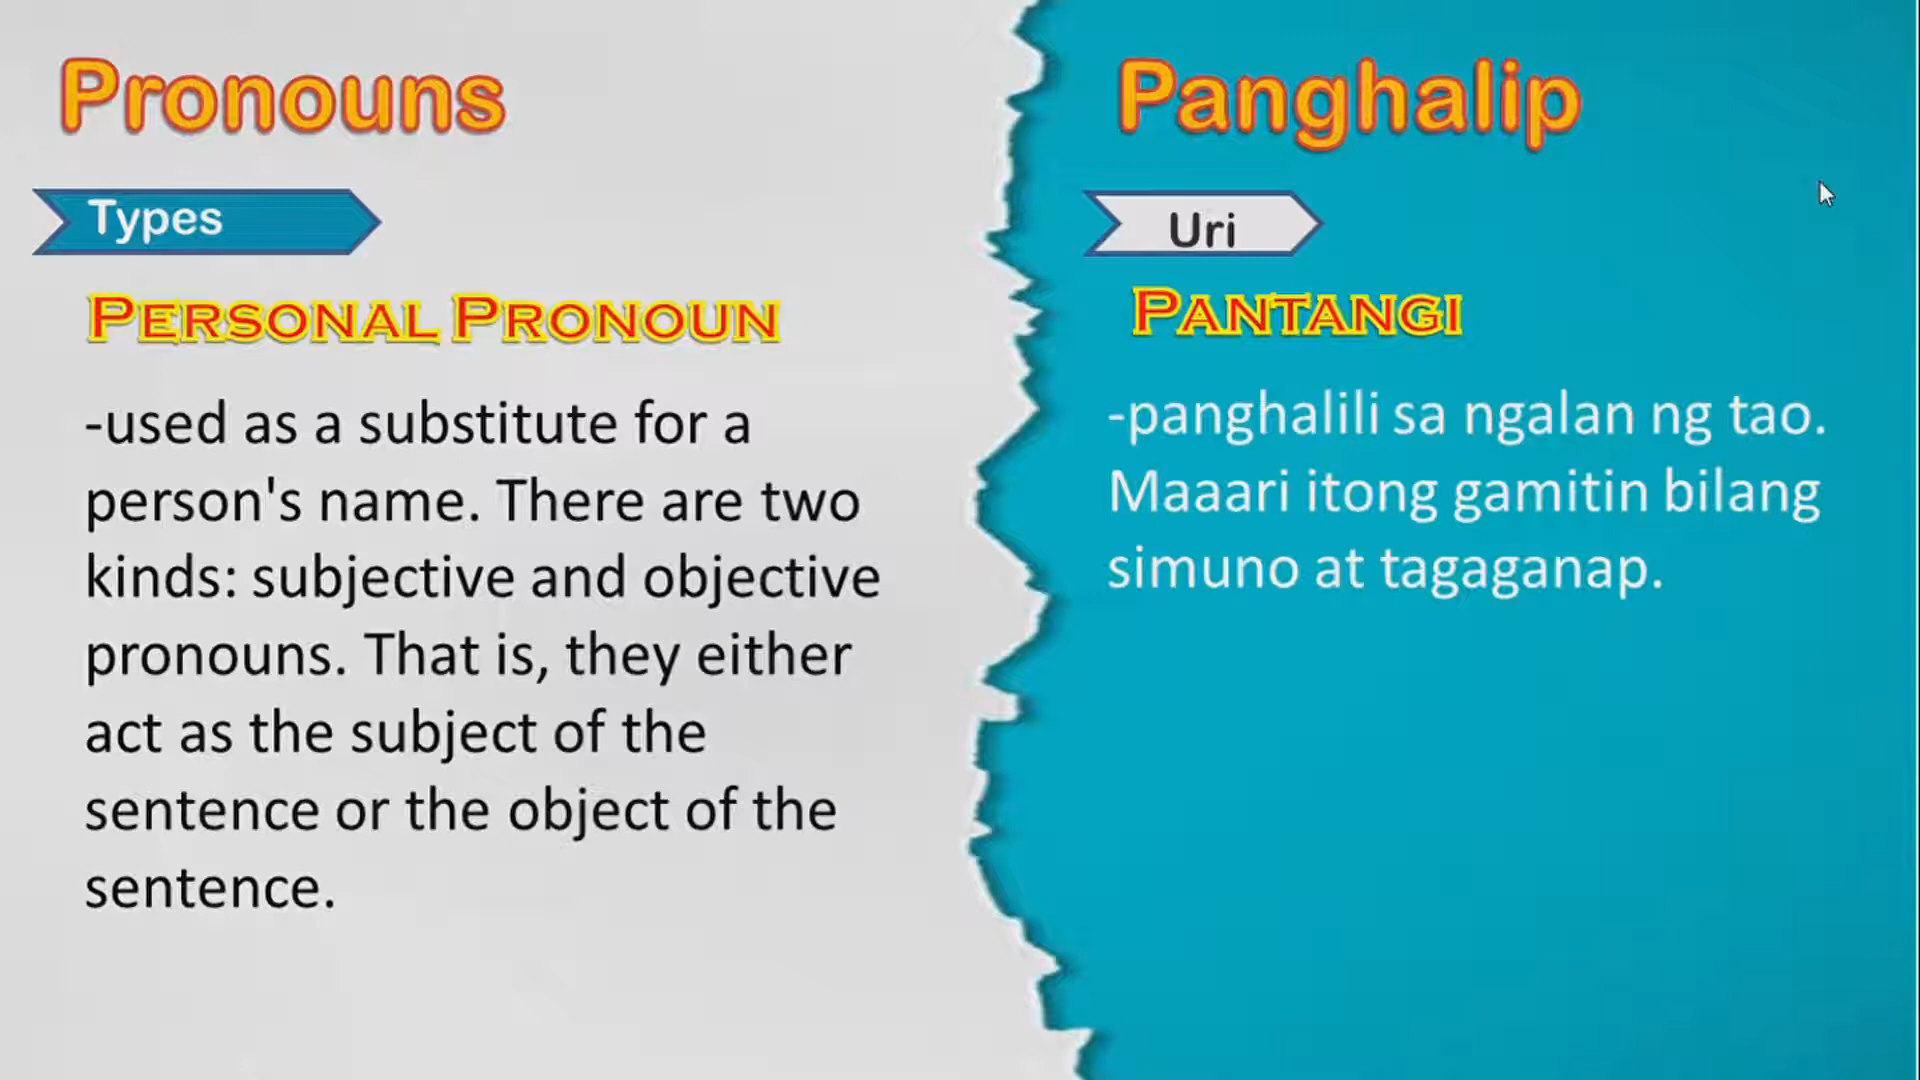 Pronouns
Types
PERSONAL PRONOUN
-used as a substitute for a
person's name. There are two
kinds: subjective and objective
pronouns. That is, they either
act as the subject of the
sentence or the object of the
sentence.
Panghalip
Uri
PANTANGI
-panghalili sa ngalan ng tao.
Maaari itong gamitin bilang
simuno at tagaganap.